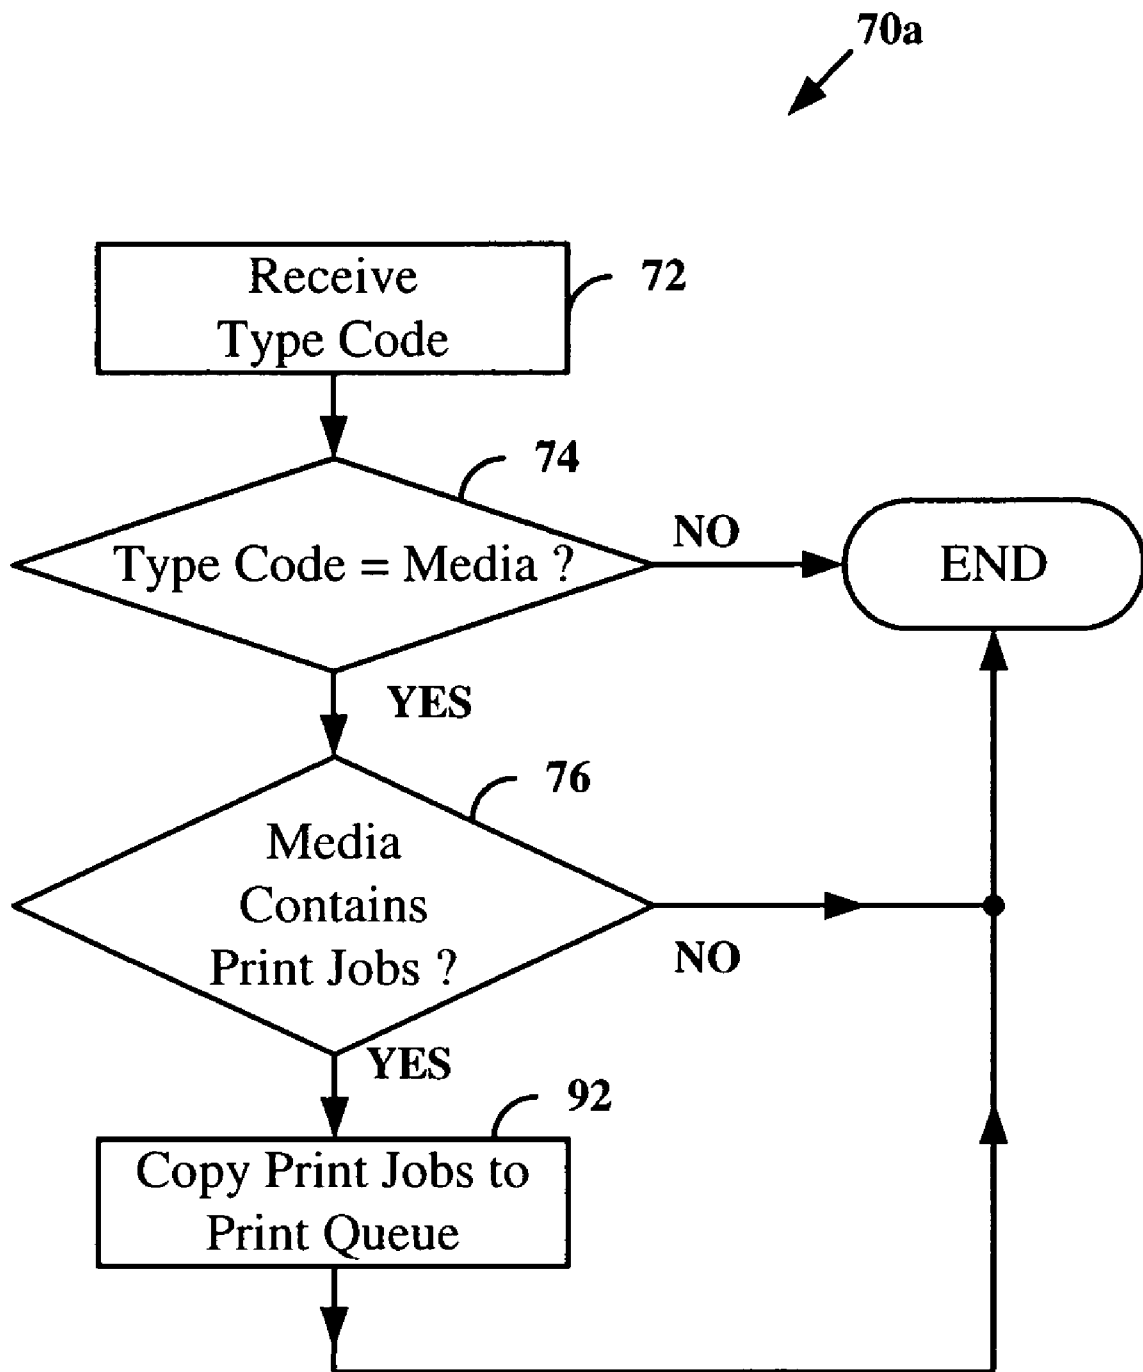 70a
Receive
Type Code
72
74
Type Code = Media ?
NO
END
YES
76
Media
Contains
Print Jobs ?
NO
YES
92
Copy Print Jobs to
Print Queue